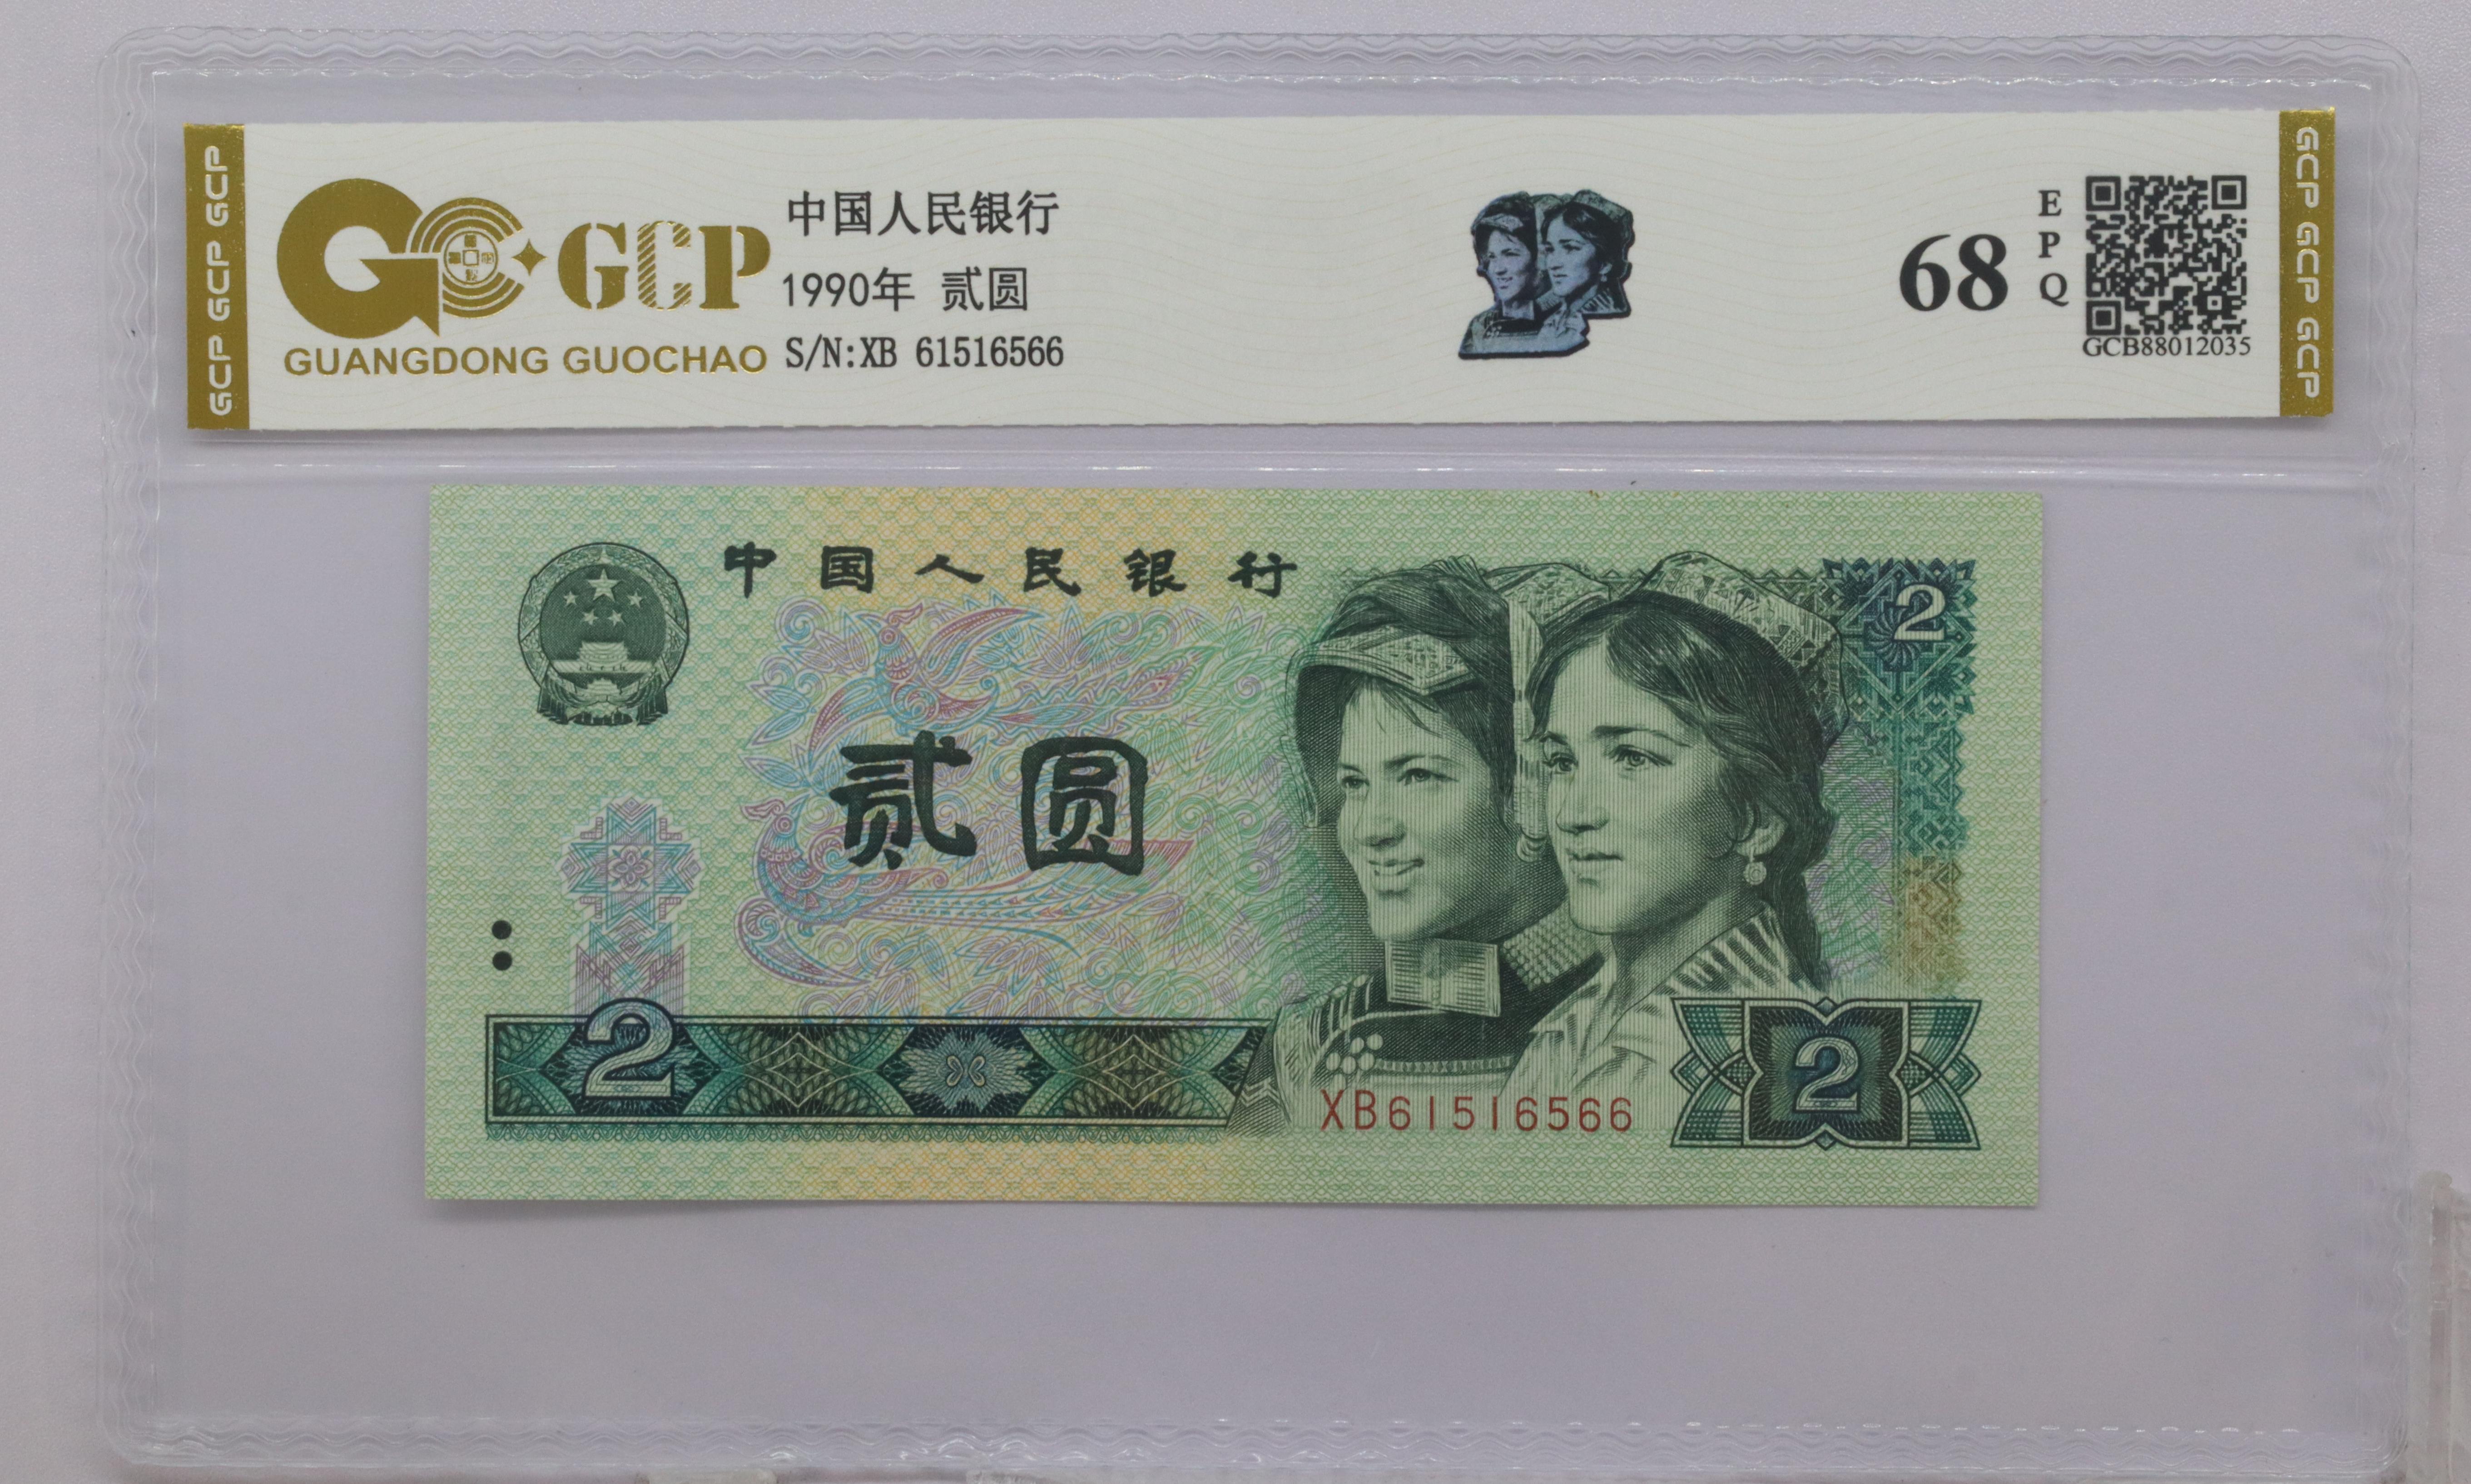 GCP GCP GCP
GCP
GUANGDONG GUOCHAO
中国人民银行
1990年 贰圆
S/N:XB 61516566
68
EPQ
GCB88012035
GCP GCP GCP
中国人民银行
2
贰圆
2
XB61516566
2